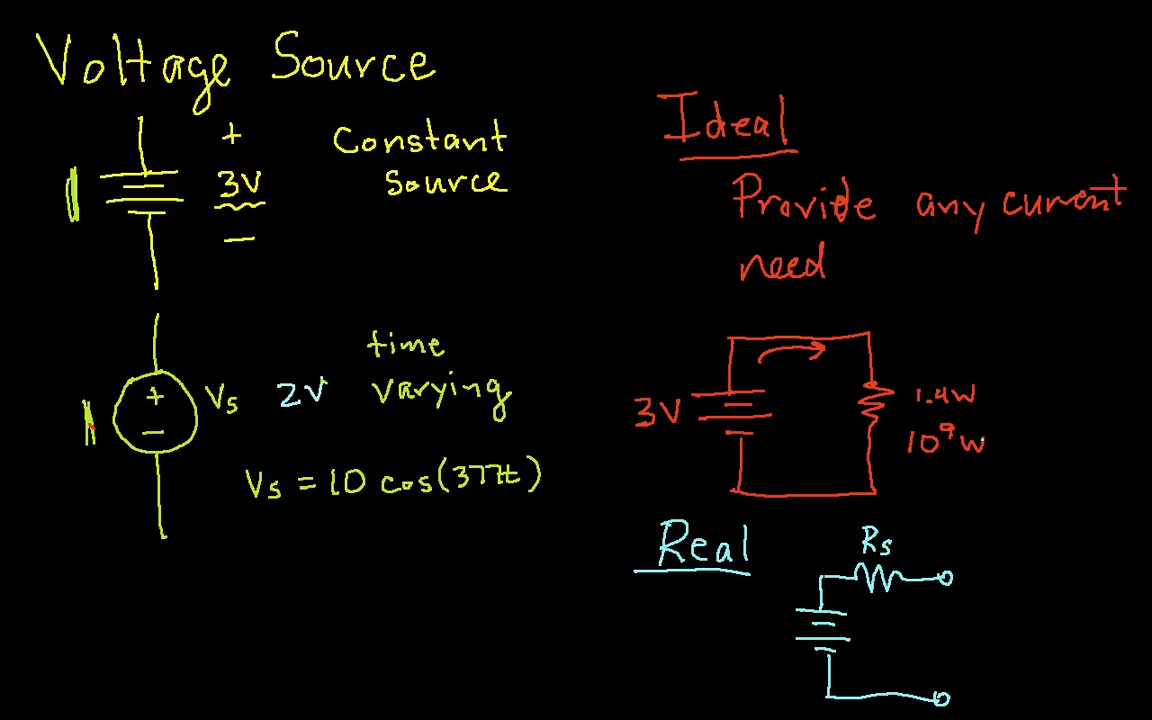 Voltage Source
+
3V
–
Constant
source
+
–
Vs
2V
time
varying
Vs = 10 cos(377t)
Ideal
Provide any current
need
3V
1.4W
10⁹ W
Real
Rs